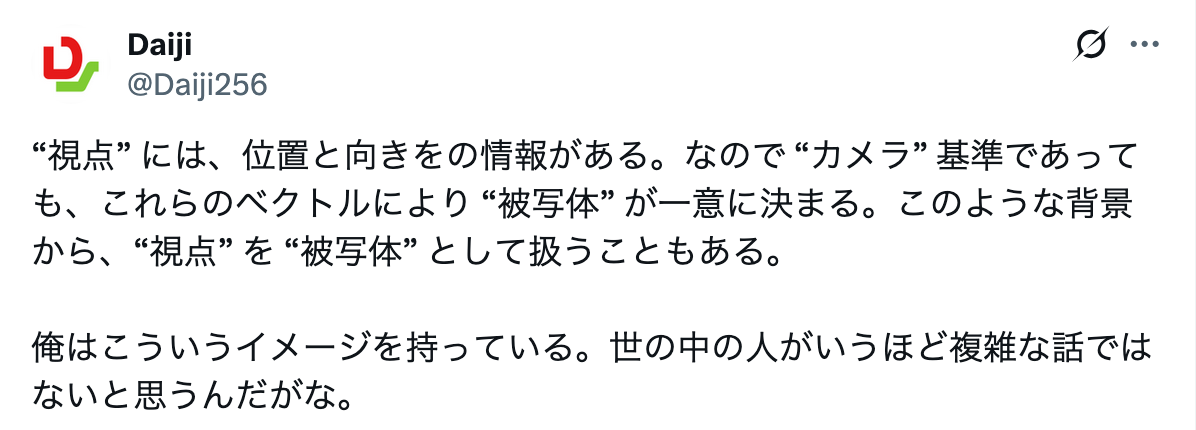 Daiji
@Daiji256
“視点” には、位置と向きをの情報がある。なので “カメラ” 基準であって
も、これらのベクトルにより “被写体” が一意に決まる。このような背景
から、“視点” を “被写体” として扱うこともある。
俺はこういうイメージを持っている。世の中の人がいうほど複雑な話では
ないと思うんだがな。